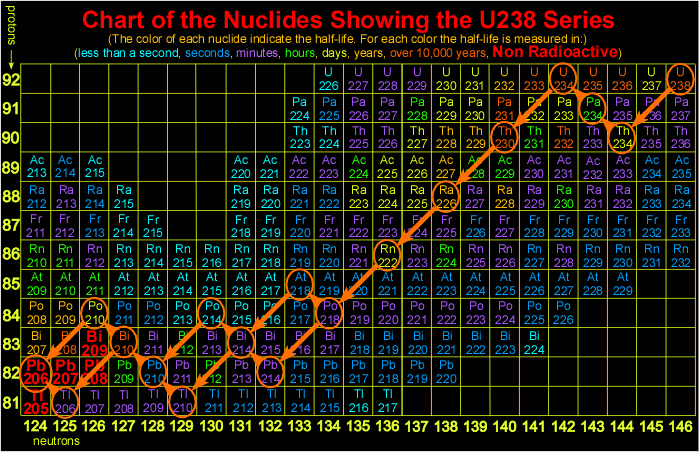 Chart of the Nuclides Showing the U238 Series
(The color of each nuclide indicate the half-life. For each color the half-life is measured in:)
(less than a second, seconds, minutes, hours, days, years, over 10,000 years, Non Radioactive)
protons
92 U U U U U U U U U U U U U
226 227 228 229 230 231 232 233 234 235 236 237 238
91 Pa Pa Pa Pa Pa Pa Pa Pa Pa Pa Pa Pa Pa Pa
224 225 226 227 228 229 230 231 232 233 234 235 236 237
90 Th Th Th Th Th Th Th Th Th Th Th Th Th Th
223 224 225 226 227 228 229 230 231 232 233 234 235 236
89 Ac Ac Ac Ac Ac Ac Ac Ac Ac Ac Ac Ac Ac Ac Ac Ac Ac Ac Ac
213 214 215 220 221 222 223 224 225 226 227 228 229 230 231 232 233 234 235
88 Ra Ra Ra Ra Ra Ra Ra Ra Ra Ra Ra Ra Ra Ra Ra Ra Ra Ra Ra Ra
212 213 214 215 219 220 221 222 223 224 225 226 227 228 229 230 231 232 233 234
87 Fr Fr Fr Fr Fr Fr Fr Fr Fr Fr Fr Fr Fr Fr Fr Fr Fr Fr Fr Fr Fr
211 212 213 214 215 218 219 220 221 222 223 224 225 226 227 228 229 230 231 232 233
86 Rn Rn Rn Rn Rn Rn Rn Rn Rn Rn Rn Rn Rn Rn Rn Rn Rn Rn Rn Rn Rn Rn Rn
210 211 212 213 214 215 216 217 218 219 220 221 222 223 224 225 226 227 228 229 230 231 232
85 At At At At At At At At At At At At At At At At At At At At At
209 210 211 212 213 214 215 216 217 218 219 220 221 222 223 224 225 226 227 228 229
84 Po Po Po Po Po Po Po Po Po Po Po Po Po Po Po Po Po Po Po
208 209 210 211 212 213 214 215 216 217 218 219 220 221 222 223 224 225 226
83 Bi Bi Bi Bi Bi Bi Bi Bi Bi Bi Bi Bi Bi Bi Bi Bi Bi Bi
207 208 209 210 211 212 213 214 215 216 217 218 219 220 221 222 223 224
82 Pb Pb Pb Pb Pb Pb Pb Pb Pb Pb Pb Pb Pb Pb Pb
206 207 208 209 210 211 212 213 214 215 216 217 218 219 220
81 Tl Tl Tl Tl Tl Tl Tl Tl Tl Tl Tl Tl Tl
205 206 207 208 209 210 211 212 213 214 215 216 217
124 125 126 127 128 129 130 131 132 133 134 135 136 137 138 139 140 141 142 143 144 145 146
neutrons